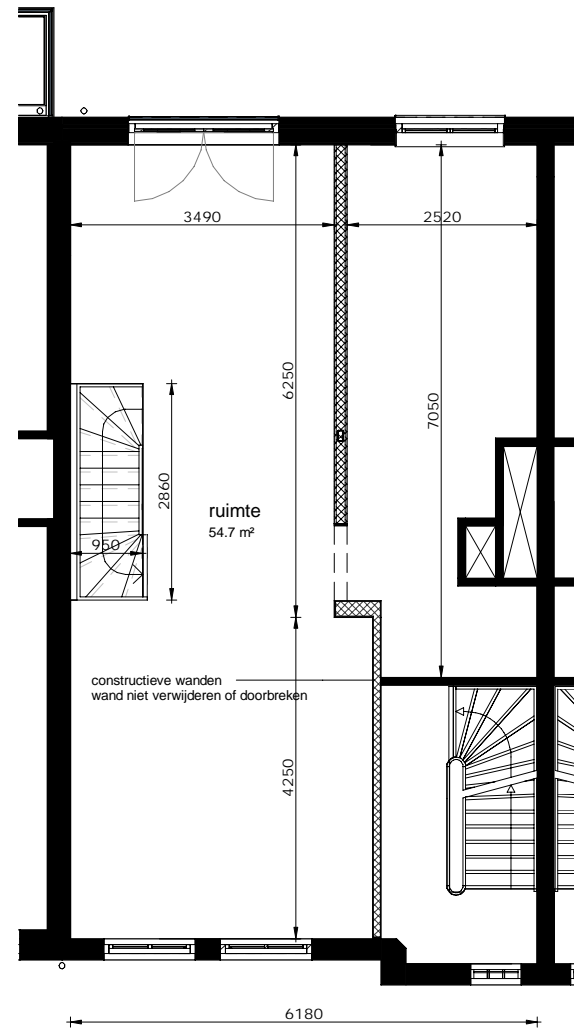 3490
2520
6250
7050
2860
ruimte
54.7 m²
950
constructieve wanden
wand niet verwijderen of doorbreken
4250
6180